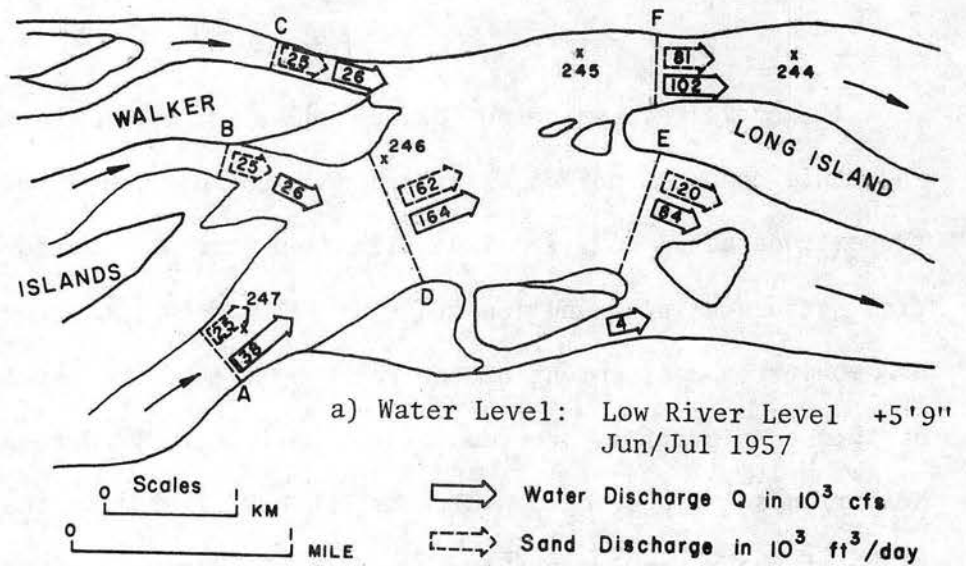 C
F
25
26
x
245
81
102
x
244
WALKER
B
25
26
x 246
162
164
E
LONG ISLAND
120
64
ISLANDS
247
25
x
38
D
4
A
a) Water Level: Low River Level +5'9"
Jun/Jul 1957
Scales
0
KM
0
MILE
Water Discharge Q in 10³ cfs
Sand Discharge in 10³ ft³/day